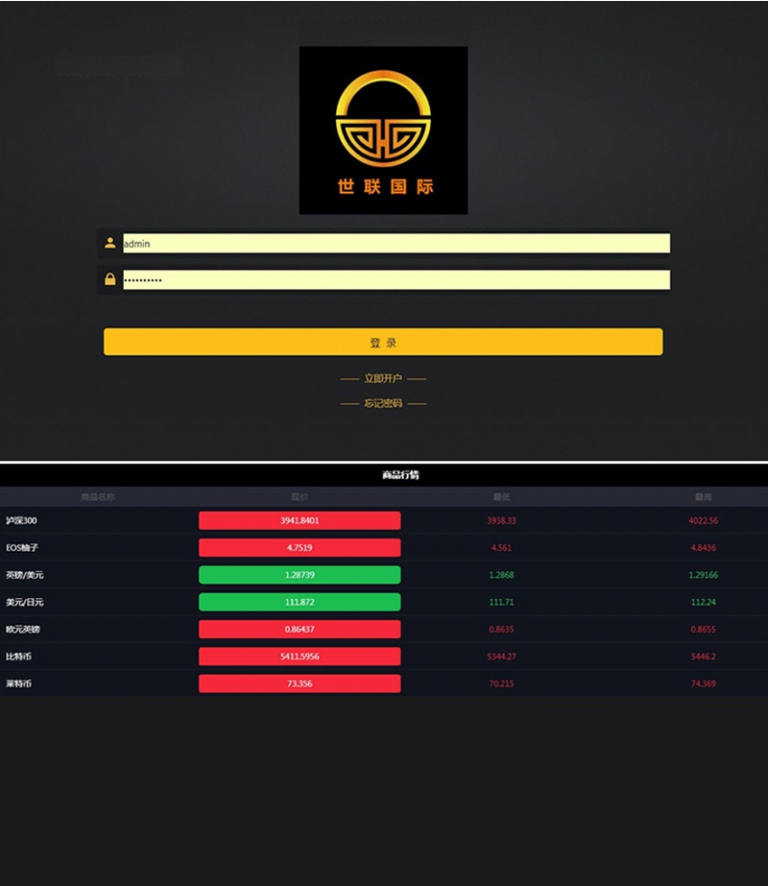 世联国际
admin
••••••••••
登 录
立即开户
忘记密码
商品行情
商品名称 现价 最低 最高
沪深300 3941.8401 3938.33 4022.56
EOS柚子 4.7519 4.561 4.8436
英镑/美元 1.28739 1.2868 1.29166
美元/日元 111.872 111.71 112.24
欧元英镑 0.86437 0.8635 0.8655
比特币 5411.5956 5344.27 5446.2
莱特币 73.356 70.215 74.369